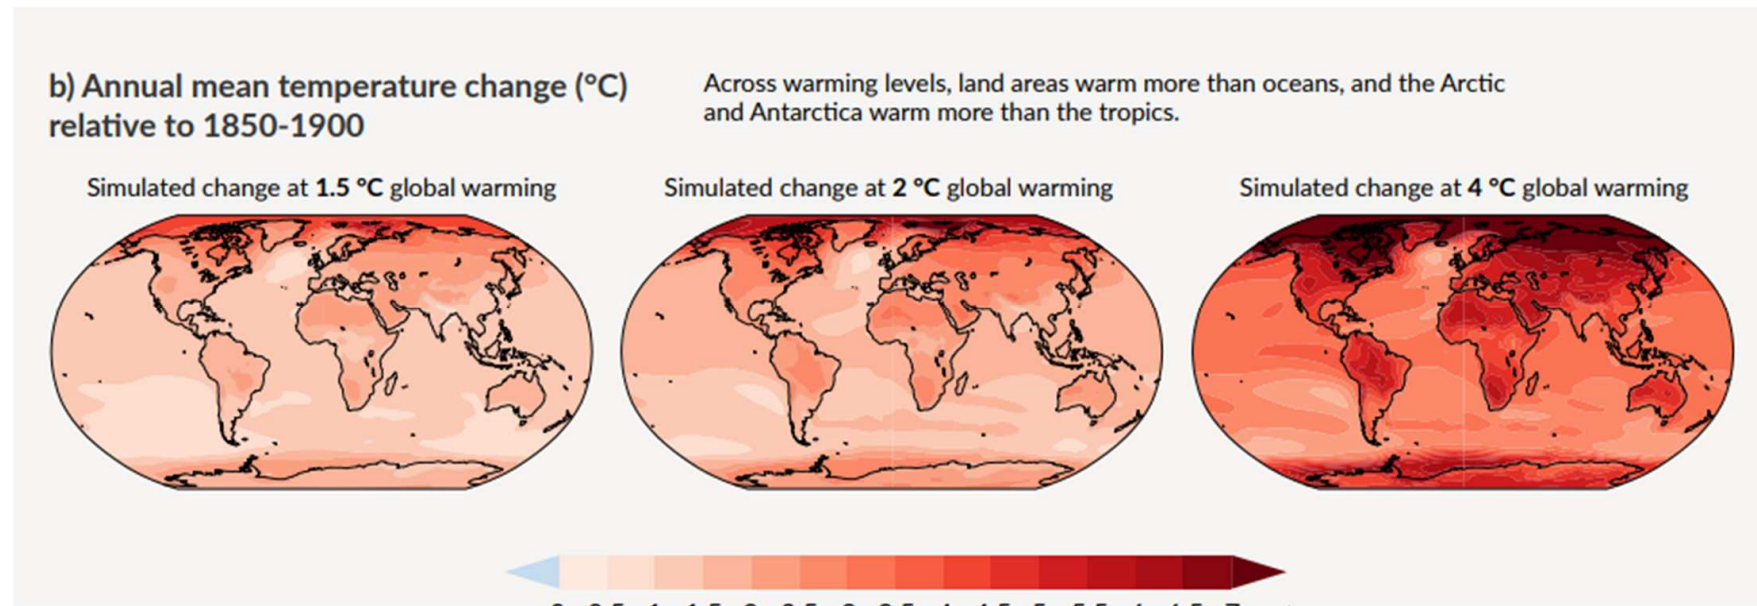 b) Annual mean temperature change (°C)
relative to 1850-1900
Across warming levels, land areas warm more than oceans, and the Arctic
and Antarctica warm more than the tropics.
Simulated change at 1.5 °C global warming
Simulated change at 2 °C global warming
Simulated change at 4 °C global warming